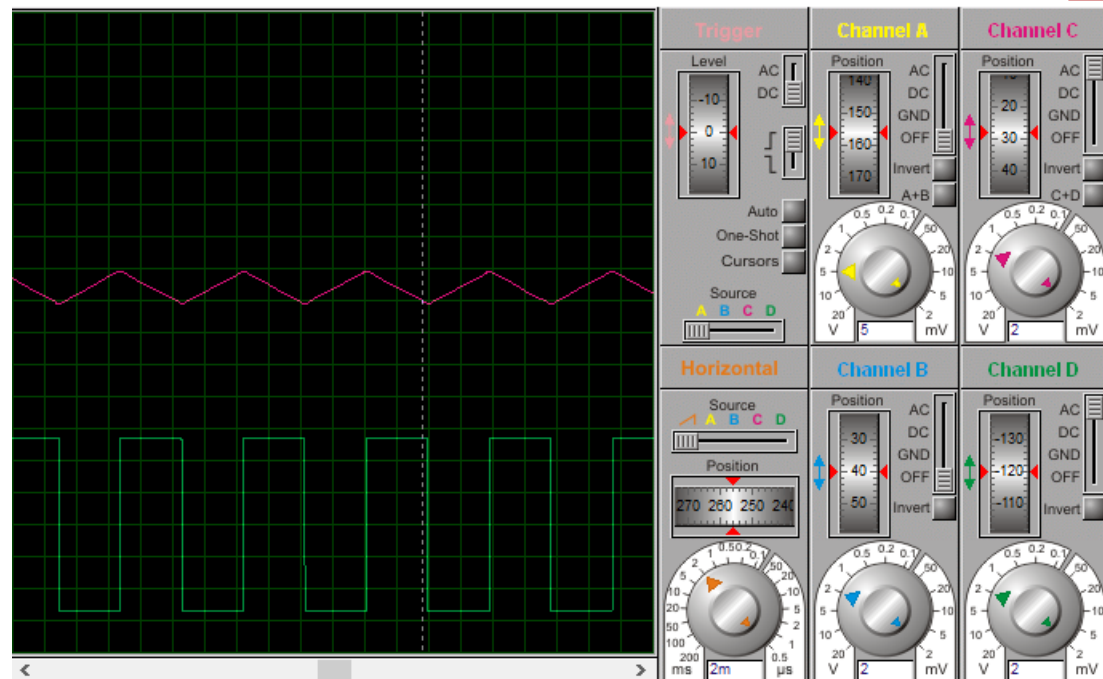 Trigger
Level
AC
DC
-10
0
10
Auto
One-Shot
Cursors
Source
A B C D
Channel A
Position
140
150
160
170
AC
DC
GND
OFF
Invert
A+B
20 10 5 2 1 0.5 0.2 0.1 50 20 10 5 2
V 5 mV
Channel C
Position
10
20
30
40
AC
DC
GND
OFF
Invert
C+D
20 10 5 2 1 0.5 0.2 0.1 50 20 10 5 2
V 2 mV
Horizontal
Source
A B C D
Position
270 260 250 240
200 100 50 20 10 5 2 1 0.5 0.2 0.1 50 20 10 5 2 1 0.5
ms 2m µs
Channel B
Position
30
40
50
AC
DC
GND
OFF
Invert
20 10 5 2 1 0.5 0.2 0.1 50 20 10 5 2
V 2 mV
Channel D
Position
-130
-120
-110
AC
DC
GND
OFF
Invert
20 10 5 2 1 0.5 0.2 0.1 50 20 10 5 2
V 2 mV